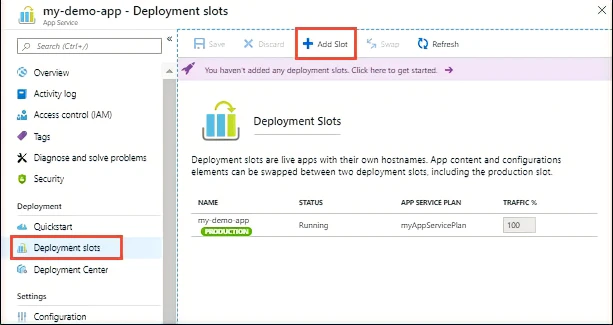 my-demo-app - Deployment slots
App Service
Search (Ctrl+/)
«
Overview
Activity log
Access control (IAM)
Tags
Diagnose and solve problems
Security
Deployment
Quickstart
Deployment slots
Deployment Center
Settings
Configuration
Save
Discard
Add Slot
Swap
Refresh
You haven't added any deployment slots. Click here to get started. →
Deployment Slots
Deployment slots are live apps with their own hostnames. App content and configurations
elements can be swapped between two deployment slots, including the production slot.
NAME STATUS APP SERVICE PLAN TRAFFIC %
my-demo-app Running myAppServicePlan 100
PRODUCTION